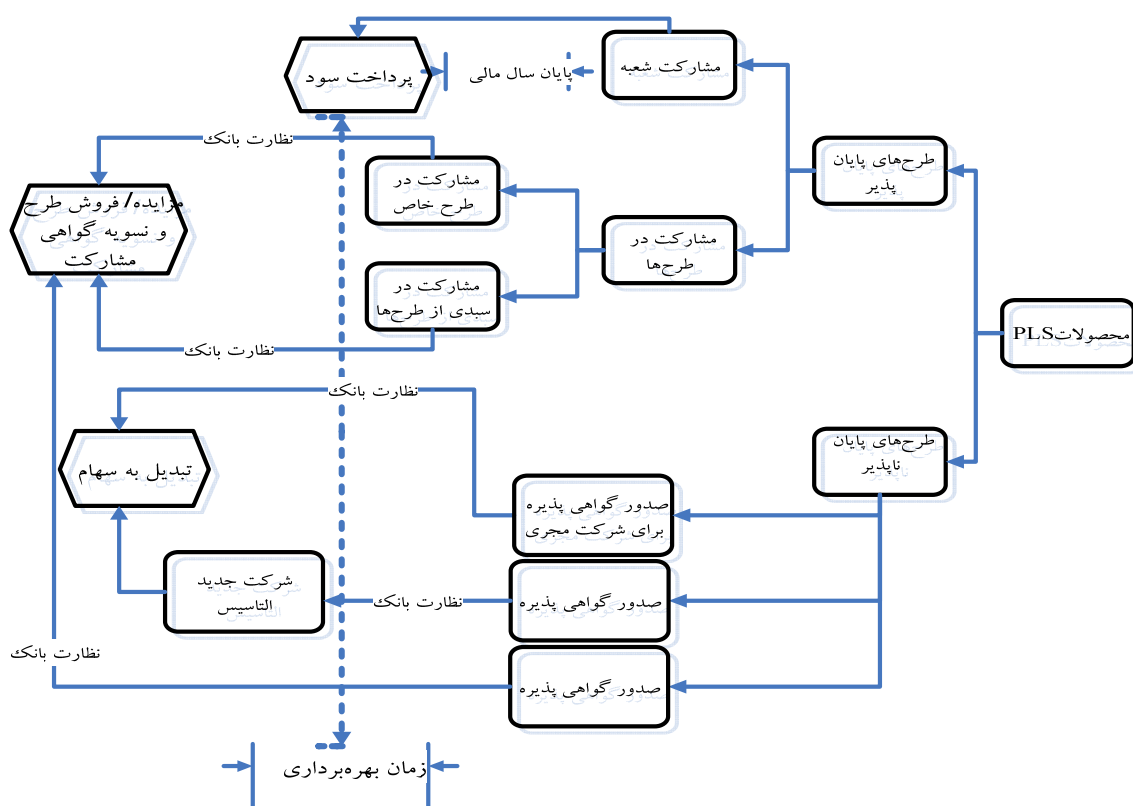 محصولاتPLS
طرح‌های پایان
پذیر
طرح‌های پایان
ناپذیر
مشارکت شعبه
مشارکت در
طرح‌ها
پایان سال مالی
پرداخت سود
مشارکت در
طرح خاص
مشارکت در
سبدی از طرح‌ها
نظارت بانک
نظارت بانک
مزایده/ فروش طرح
و تسویه گواهی
مشارکت
صدور گواهی پذیره
برای شرکت مجری
صدور گواهی پذیره
صدور گواهی پذیره
نظارت بانک
نظارت بانک
نظارت بانک
شرکت جدید
التاسیس
تبدیل به سهام
زمان بهره‌برداری